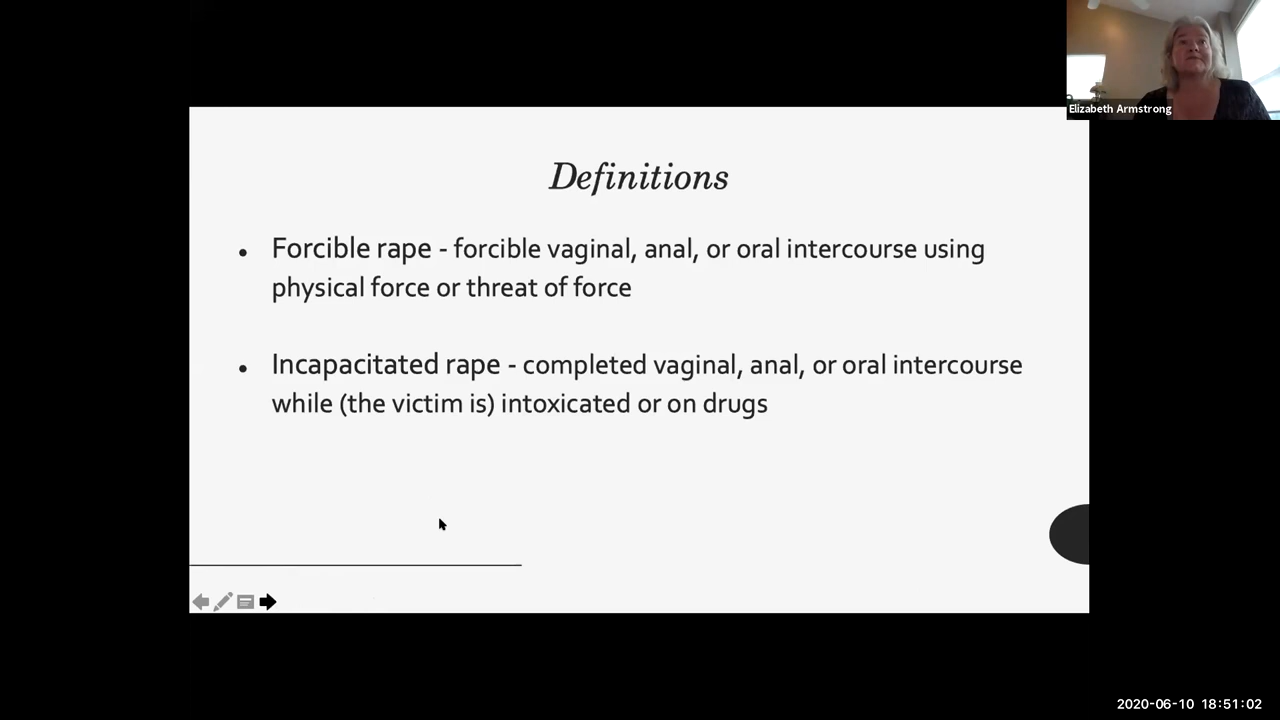 Elizabeth Armstrong
Definitions
• Forcible rape - forcible vaginal, anal, or oral intercourse using
physical force or threat of force
• Incapacitated rape - completed vaginal, anal, or oral intercourse
while (the victim is) intoxicated or on drugs
2020-06-10 18:51:02